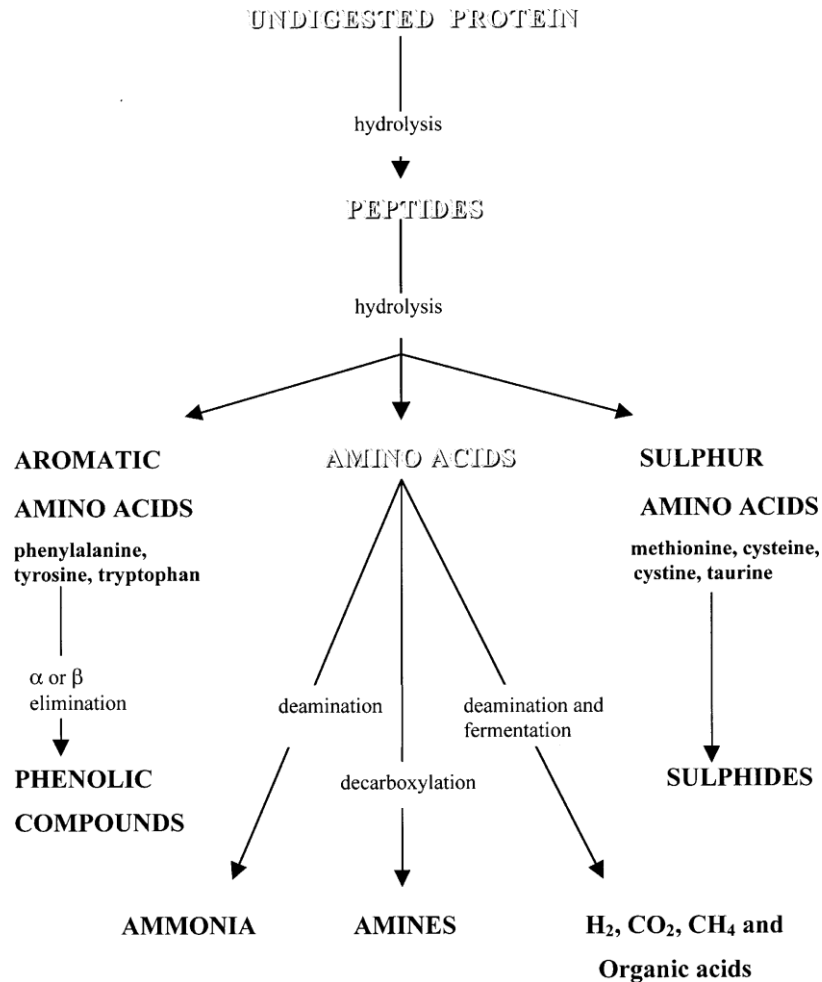 UNDIGESTED PROTEIN
hydrolysis
PEPTIDES
hydrolysis
AROMATIC
AMINO ACIDS
phenylalanine,
tyrosine, tryptophan
AMINO ACIDS
SULPHUR
AMINO ACIDS
methionine, cysteine,
cystine, taurine
α or β
elimination
deamination
decarboxylation
deamination and
fermentation
PHENOLIC
COMPOUNDS
SULPHIDES
AMMONIA
AMINES
H₂, CO₂, CH₄ and
Organic acids